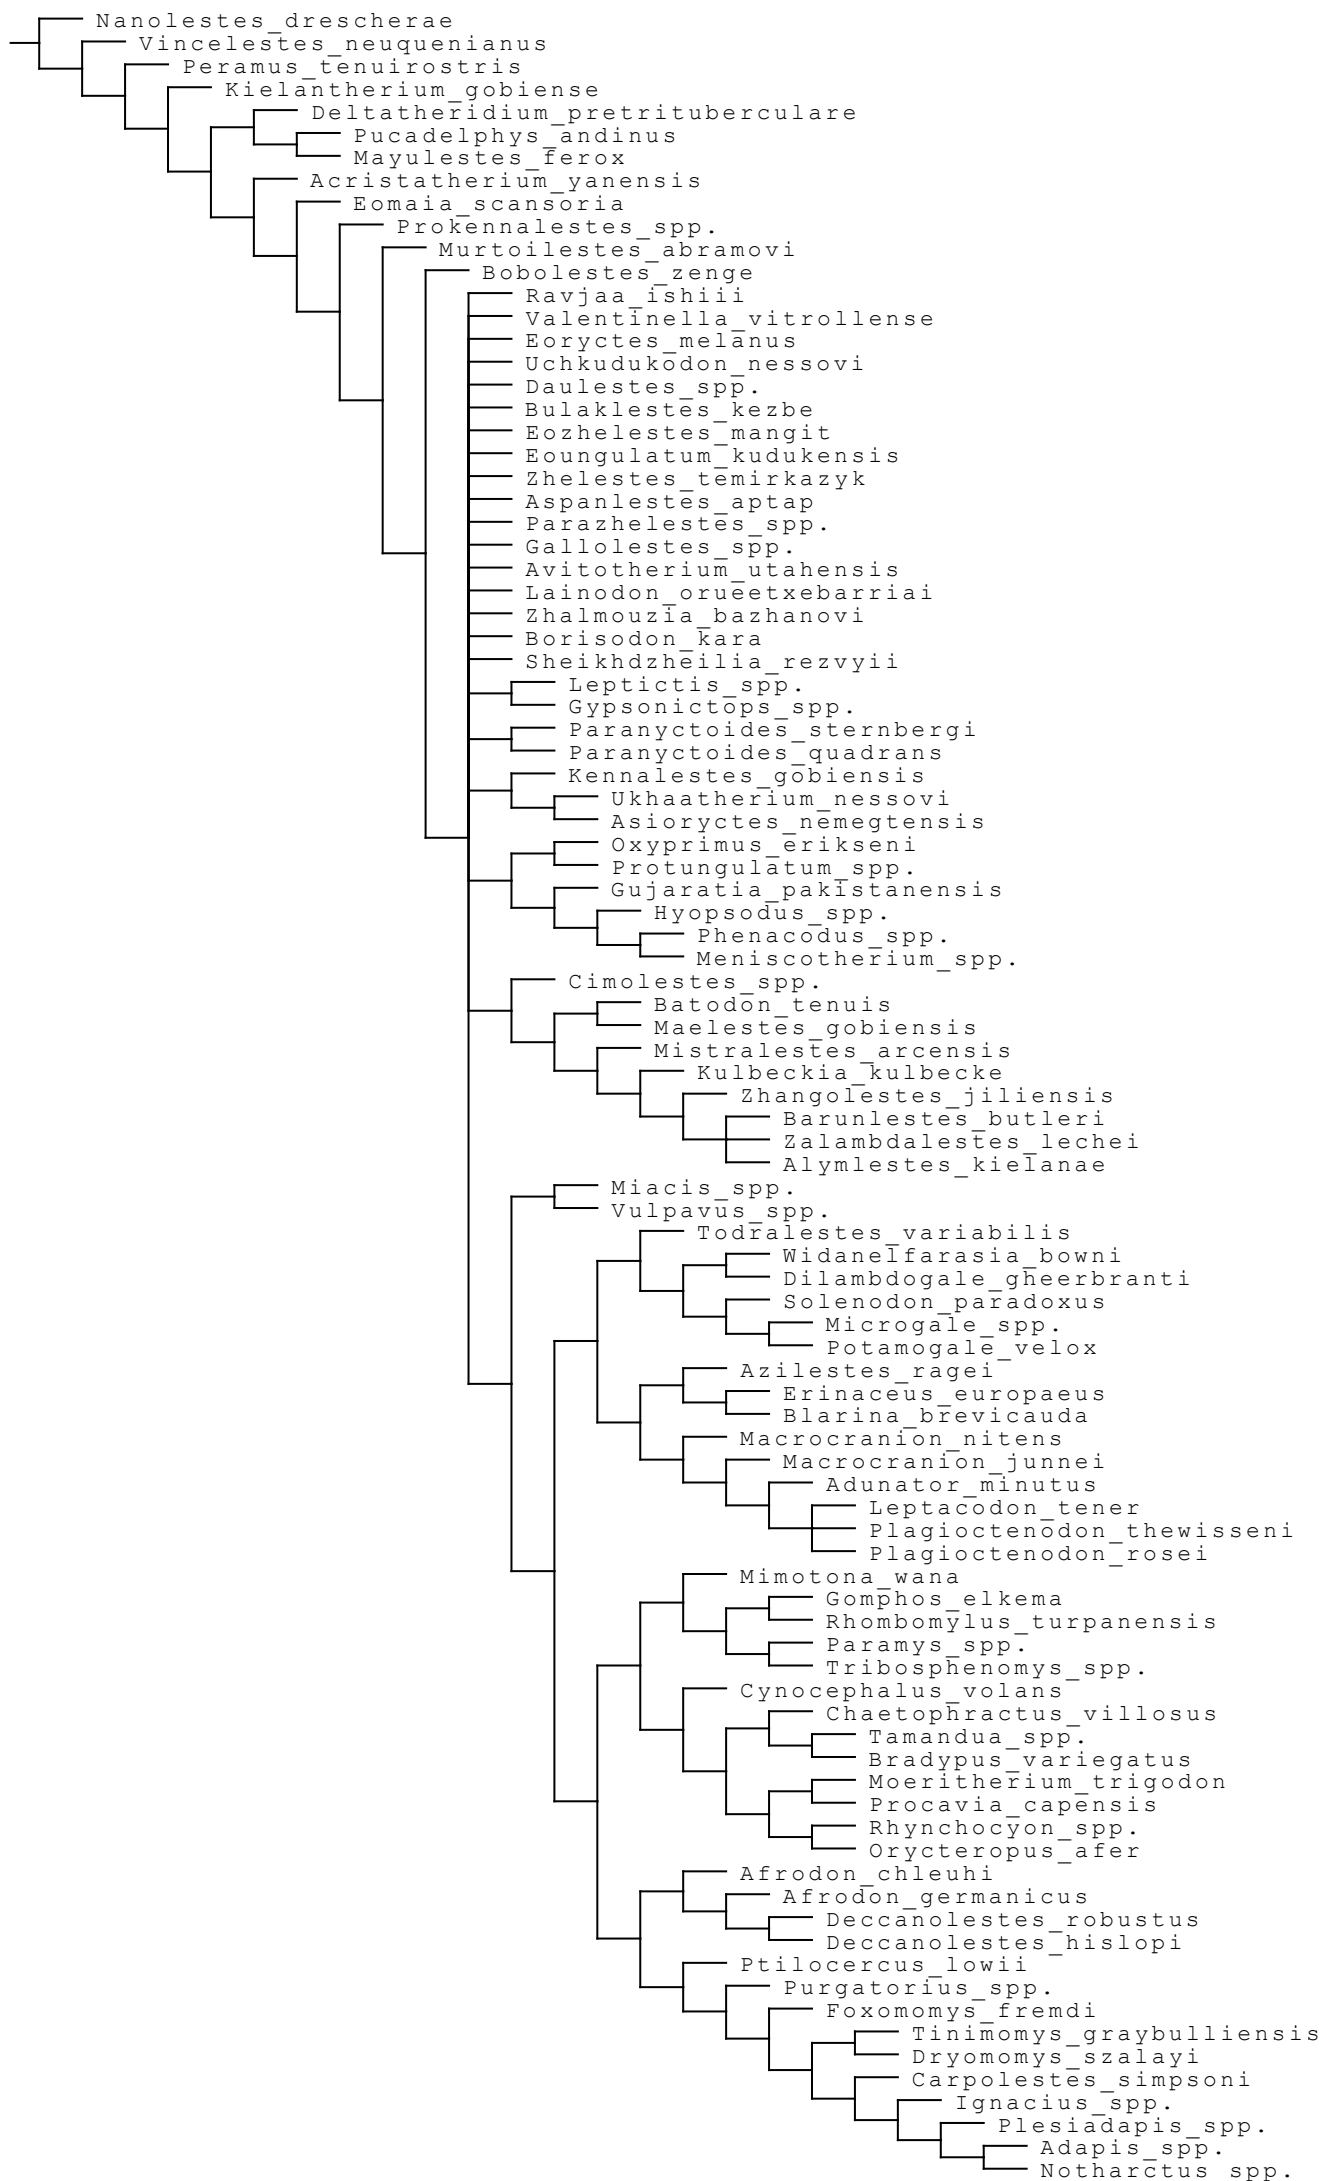 Nanolestes_drescherae
Vincelestes_neuquenianus
Peramus_tenuirostris
Kielantherium_gobiense
Deltatheridium_pretrituberculare
Pucadelphys_andinus
Mayulestes_ferox
Acristatherium_yanensis
Eomaia_scansoria
Prokennalestes_spp.
Murtoilestes_abramovi
Bobolestes_zenge
Ravjaa_ishiii
Valentinella_vitrollense
Eoryctes_melanus
Uchkudukodon_nessovi
Daulestes_spp.
Bulaklestes_kezbe
Eozhelestes_mangit
Eoungulatum_kudukensis
Zhelestes_temirkazyk
Aspanlestes_aptap
Parazhelestes_spp.
Gallolestes_spp.
Avitotherium_utahensis
Lainodon_orueetxebarriai
Zhalmouzia_bazhanovi
Borisodon_kara
Sheikhdzheilia_rezvyii
Leptictis_spp.
Gypsonictops_spp.
Paranyctoides_sternbergi
Paranyctoides_quadrans
Kennalestes_gobiensis
Ukhaatherium_nessovi
Asioryctes_nemegtensis
Oxyprimus_erikseni
Protungulatum_spp.
Gujaratia_pakistanensis
Hyopsodus_spp.
Phenacodus_spp.
Meniscotherium_spp.
Cimolestes_spp.
Batodon_tenuis
Maelestes_gobiensis
Mistralestes_arcensis
Kulbeckia_kulbecke
Zhangolestes_jiliensis
Barunlestes_butleri
Zalambdalestes_lechei
Alymlestes_kielanae
Miacis_spp.
Vulpavus_spp.
Todralestes_variabilis
Widanelfarasia_bowni
Dilambdogale_gheerbranti
Solenodon_paradoxus
Microgale_spp.
Potamogale_velox
Azilestes_ragei
Erinaceus_europaeus
Blarina_brevicauda
Macrocranion_nitens
Macrocranion_junnei
Adunator_minutus
Leptacodon_tener
Plagioctenodon_thewisseni
Plagioctenodon_rosei
Mimotona_wana
Gomphos_elkema
Rhombomylus_turpanensis
Paramys_spp.
Tribosphenomys_spp.
Cynocephalus_volans
Chaetophractus_villosus
Tamandua_spp.
Bradypus_variegatus
Moeritherium_trigodon
Procavia_capensis
Rhynchocyon_spp.
Orycteropus_afer
Afrodon_chleuhi
Afrodon_germanicus
Deccanolestes_robustus
Deccanolestes_hislopi
Ptilocercus_lowii
Purgatorius_spp.
Foxomomys_fremdi
Tinimomys_graybulliensis
Dryomomys_szalayi
Carpolestes_simpsoni
Ignacius_spp.
Plesiadapis_spp.
Adapis_spp.
Notharctus_spp.